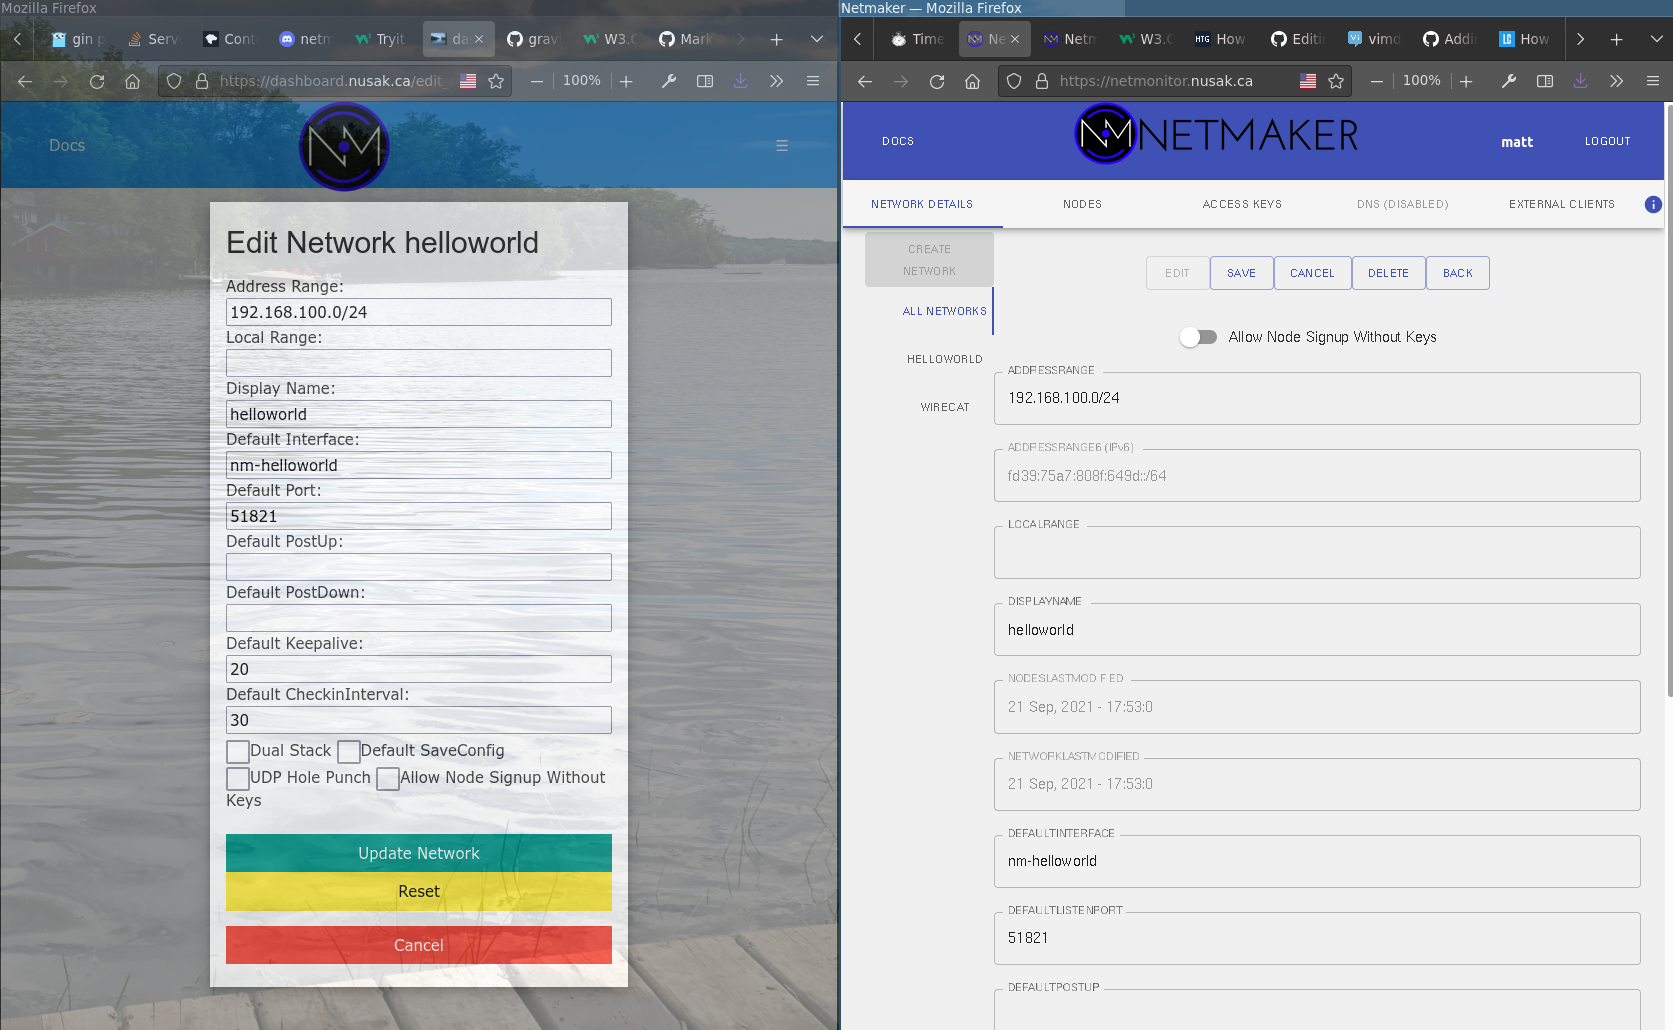 Mozilla Firefox
gin
Serv
Cont
netm
Tryit
da
grav
W3.
Mark
https://dashboard.nusak.ca/edit
100%
Docs
NM
Edit Network helloworld
Address Range:
192.168.100.0/24
Local Range:
Display Name:
helloworld
Default Interface:
nm-helloworld
Default Port:
51821
Default PostUp:
Default PostDown:
Default Keepalive:
20
Default CheckinInterval:
30
Dual Stack
Default SaveConfig
UDP Hole Punch
Allow Node Signup Without
Keys
Update Network
Reset
Cancel
Netmaker — Mozilla Firefox
Time
Ne
Netm
W3.
HTG
How
Editi
vimd
Addi
LC
How
https://netmonitor.nusak.ca
100%
DOCS
NM
NETMAKER
matt
LOGOUT
NETWORK DETAILS
NODES
ACCESS KEYS
DNS (DISABLED)
EXTERNAL CLIENTS
CREATE
NETWORK
EDIT
SAVE
CANCEL
DELETE
BACK
ALL NETWORKS
HELLOWORLD
WIRECAT
Allow Node Signup Without Keys
ADDRESSRANGE
192.168.100.0/24
ADDRESSRANGE6 (IPv6)
fd39:75a7:808f:649d::/64
LOCALRANGE
DISPLAYNAME
helloworld
NODESLASTMODIFIED
21 Sep, 2021 - 17:53:0
NETWORKLASTMODIFIED
21 Sep, 2021 - 17:53:0
DEFAULTINTERFACE
nm-helloworld
DEFAULTLISTENPORT
51821
DEFAULTPOSTUP